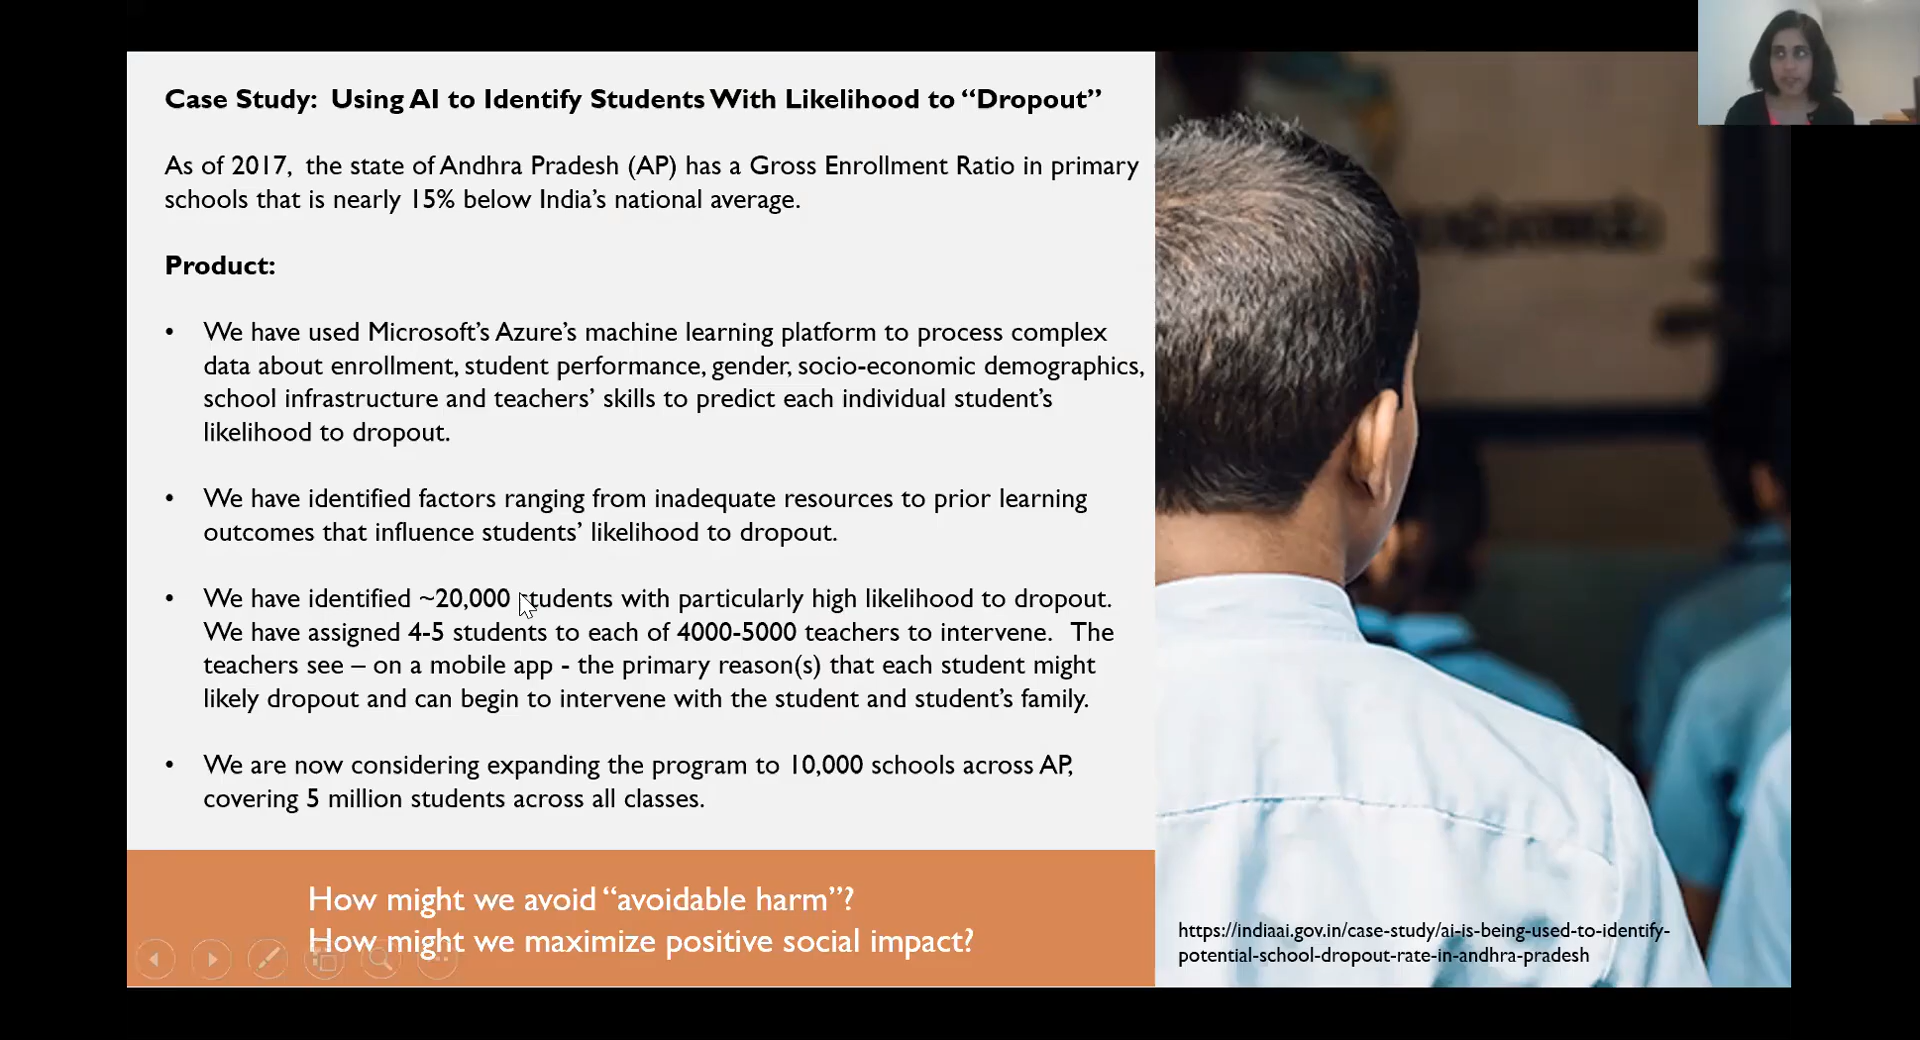 Case Study: Using AI to Identify Students With Likelihood to “Dropout”
As of 2017, the state of Andhra Pradesh (AP) has a Gross Enrollment Ratio in primary
schools that is nearly 15% below India’s national average.
Product:
• We have used Microsoft’s Azure’s machine learning platform to process complex
data about enrollment, student performance, gender, socio-economic demographics,
school infrastructure and teachers’ skills to predict each individual student’s
likelihood to dropout.
• We have identified factors ranging from inadequate resources to prior learning
outcomes that influence students’ likelihood to dropout.
• We have identified ~20,000 students with particularly high likelihood to dropout.
We have assigned 4-5 students to each of 4000-5000 teachers to intervene. The
teachers see – on a mobile app - the primary reason(s) that each student might
likely dropout and can begin to intervene with the student and student’s family.
• We are now considering expanding the program to 10,000 schools across AP,
covering 5 million students across all classes.
How might we avoid “avoidable harm”?
How might we maximize positive social impact?
https://indiaai.gov.in/case-study/ai-is-being-used-to-identify-
potential-school-dropout-rate-in-andhra-pradesh